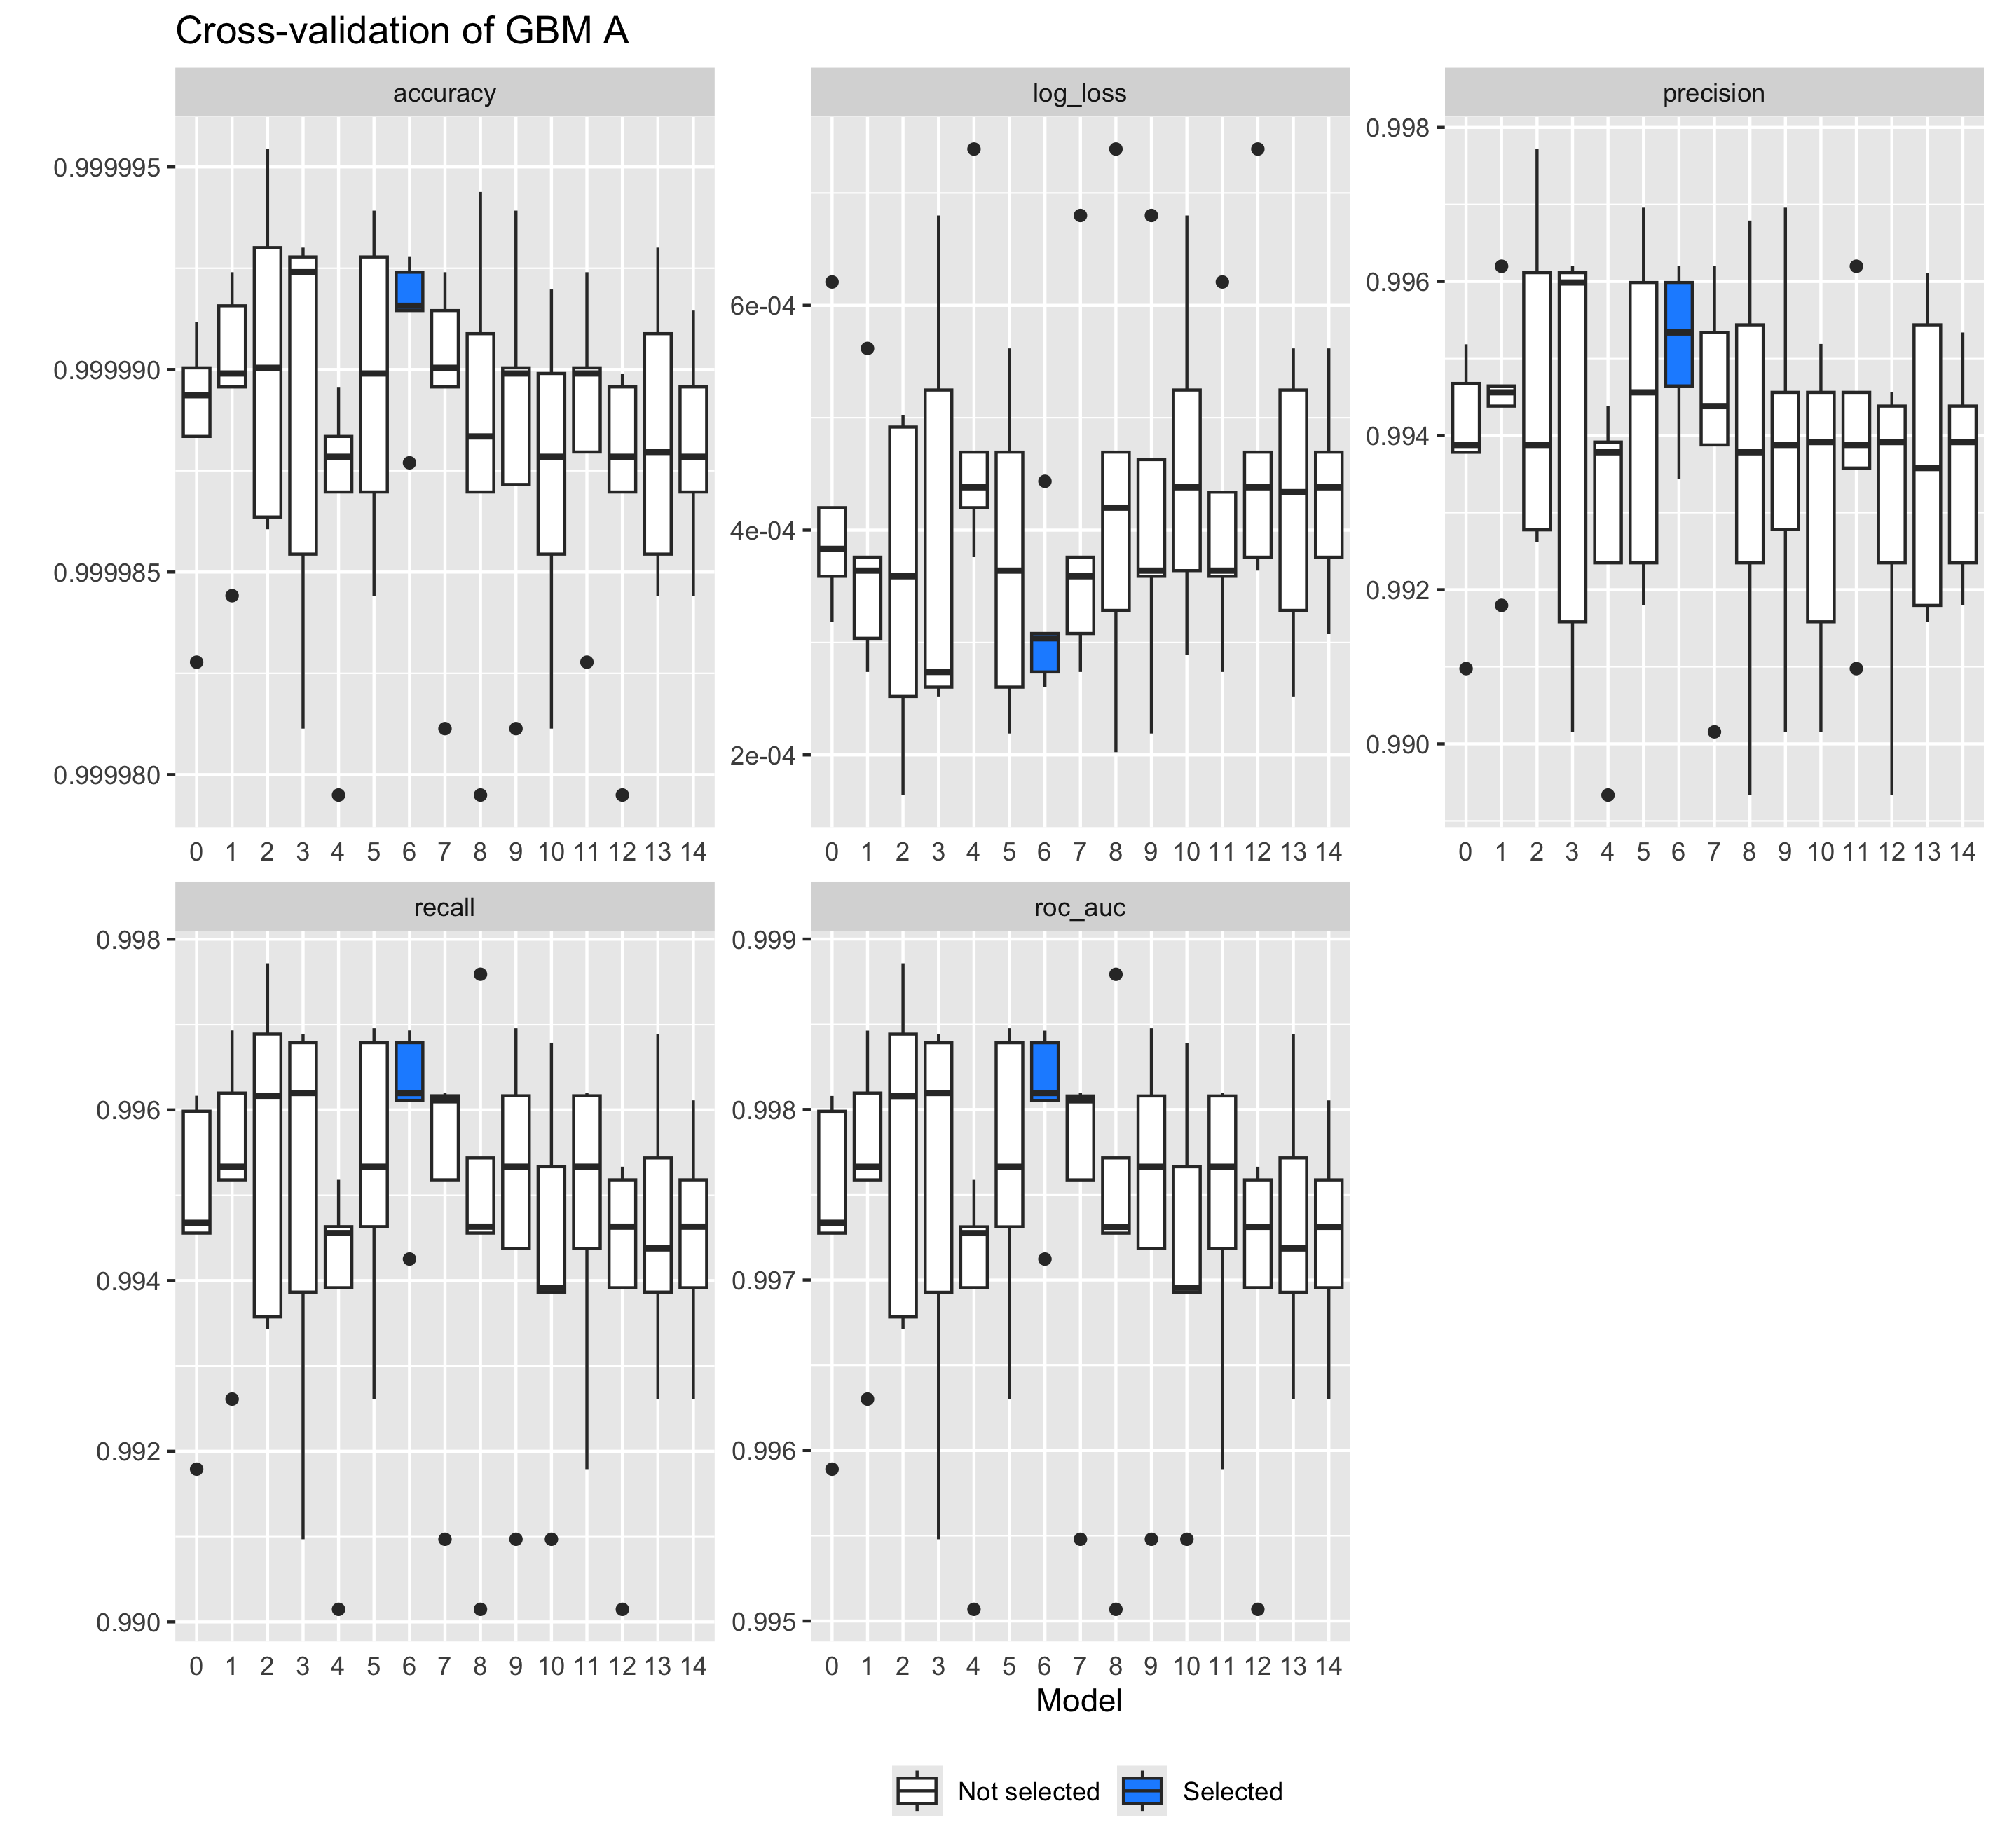 Cross-validation of GBM A
accuracy
log_loss
precision
0.999995
0.999990
0.999985
0.999980
6e-04
4e-04
2e-04
0.998
0.996
0.994
0.992
0.990
0 1 2 3 4 5 6 7 8 9 10 11 12 13 14
0 1 2 3 4 5 6 7 8 9 10 11 12 13 14
0 1 2 3 4 5 6 7 8 9 10 11 12 13 14
recall
roc_auc
0.998
0.996
0.994
0.992
0.990
0.999
0.998
0.997
0.996
0.995
0 1 2 3 4 5 6 7 8 9 10 11 12 13 14
0 1 2 3 4 5 6 7 8 9 10 11 12 13 14
Model
Not selected
Selected